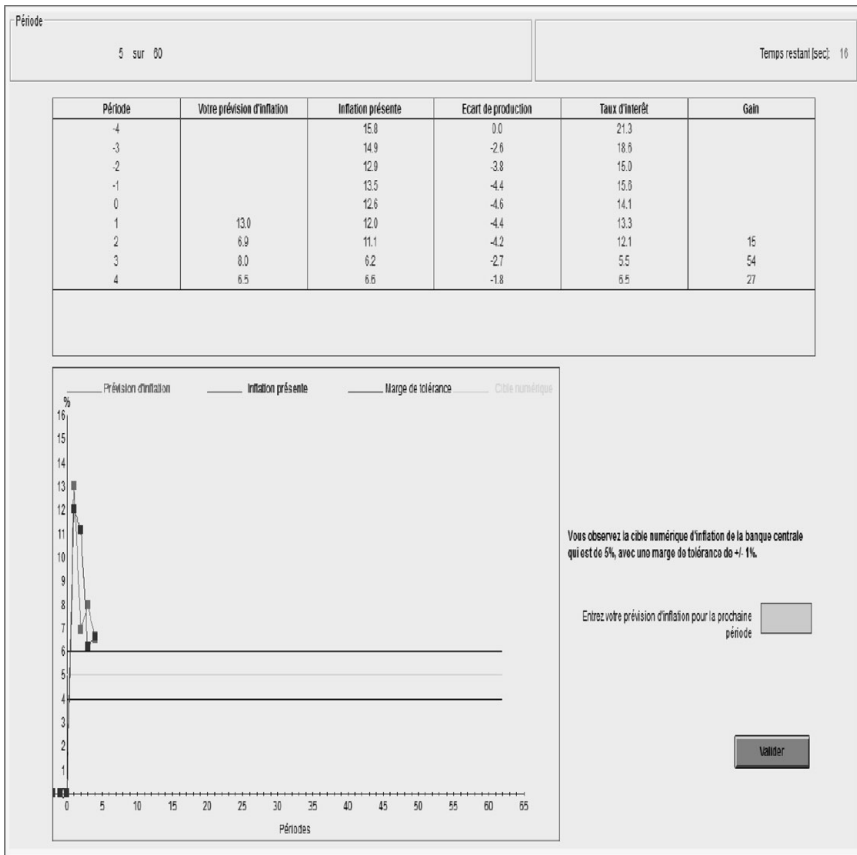 Période
5 sur 60
Temps restant [sec]: 16
Période Votre prévision d'inflation Inflation présente Ecart de production Taux d'interêt Gain
-4 15.8 0.0 21.3
-3 14.9 -2.6 18.6
-2 12.9 -3.8 15.0
-1 13.5 -4.4 15.6
0 12.6 -4.6 14.1
1 13.0 12.0 -4.4 13.3
2 6.9 11.1 -4.2 12.1 15
3 8.0 6.2 -2.7 5.5 54
4 6.5 6.6 -1.8 6.5 27
Prévision d'inflation Inflation présente Marge de tolérance Cible numérique
%
16
15
14
13
12
11
10
9
8
7
6
5
4
3
2
1
0 5 10 15 20 25 30 35 40 45 50 55 60 65
Périodes
Vous observez la cible numérique d'inflation de la banque centrale
qui est de 5%, avec une marge de tolérance de +/- 1%.
Entrez votre prévision d'inflation pour la prochaine
période
Valider